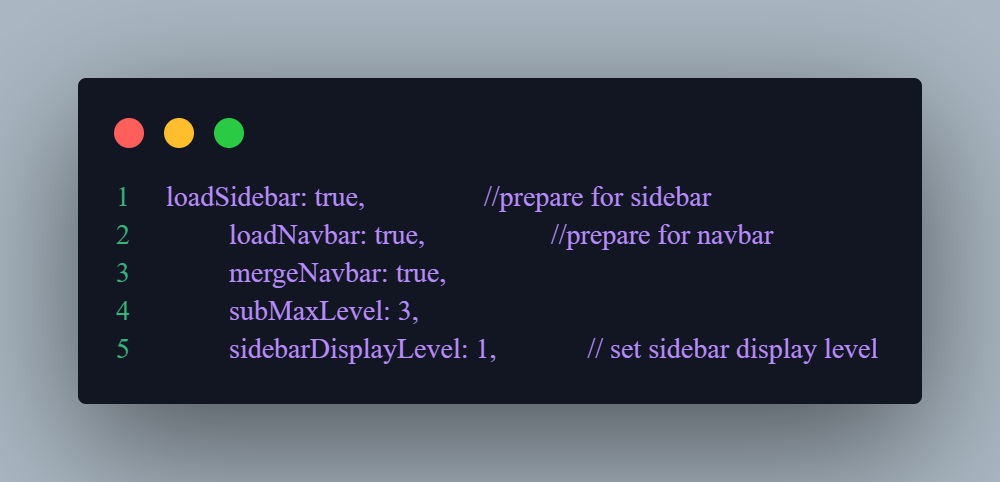 1 loadSidebar: true, //prepare for sidebar
2 loadNavbar: true, //prepare for navbar
3 mergeNavbar: true,
4 subMaxLevel: 3,
5 sidebarDisplayLevel: 1, // set sidebar display level